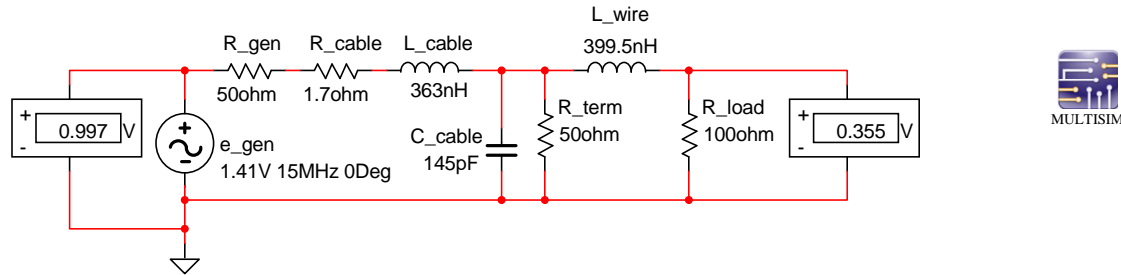 L_wire
399.5nH
R_gen
50ohm
R_cable
1.7ohm
L_cable
363nH
+
0.997
V
-
e_gen
1.41V 15MHz 0Deg
C_cable
145pF
R_term
50ohm
R_load
100ohm
+
0.355
V
-
MULTISIM